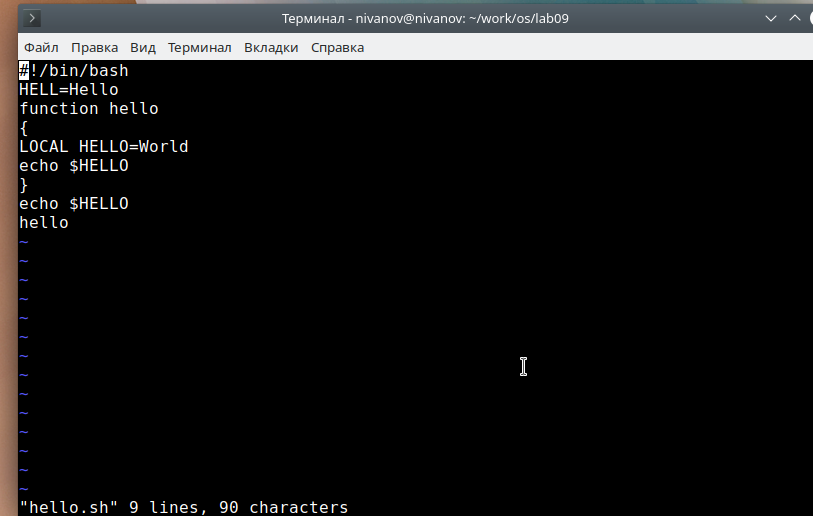 Терминал - nivanov@nivanov: ~/work/os/lab09
Файл Правка Вид Терминал Вкладки Справка
#!/bin/bash
HELL=Hello
function hello
{
LOCAL HELLO=World
echo $HELLO
}
echo $HELLO
hello
~
~
~
~
~
~
~
~
~
~
~
~
~
~
"hello.sh" 9 lines, 90 characters